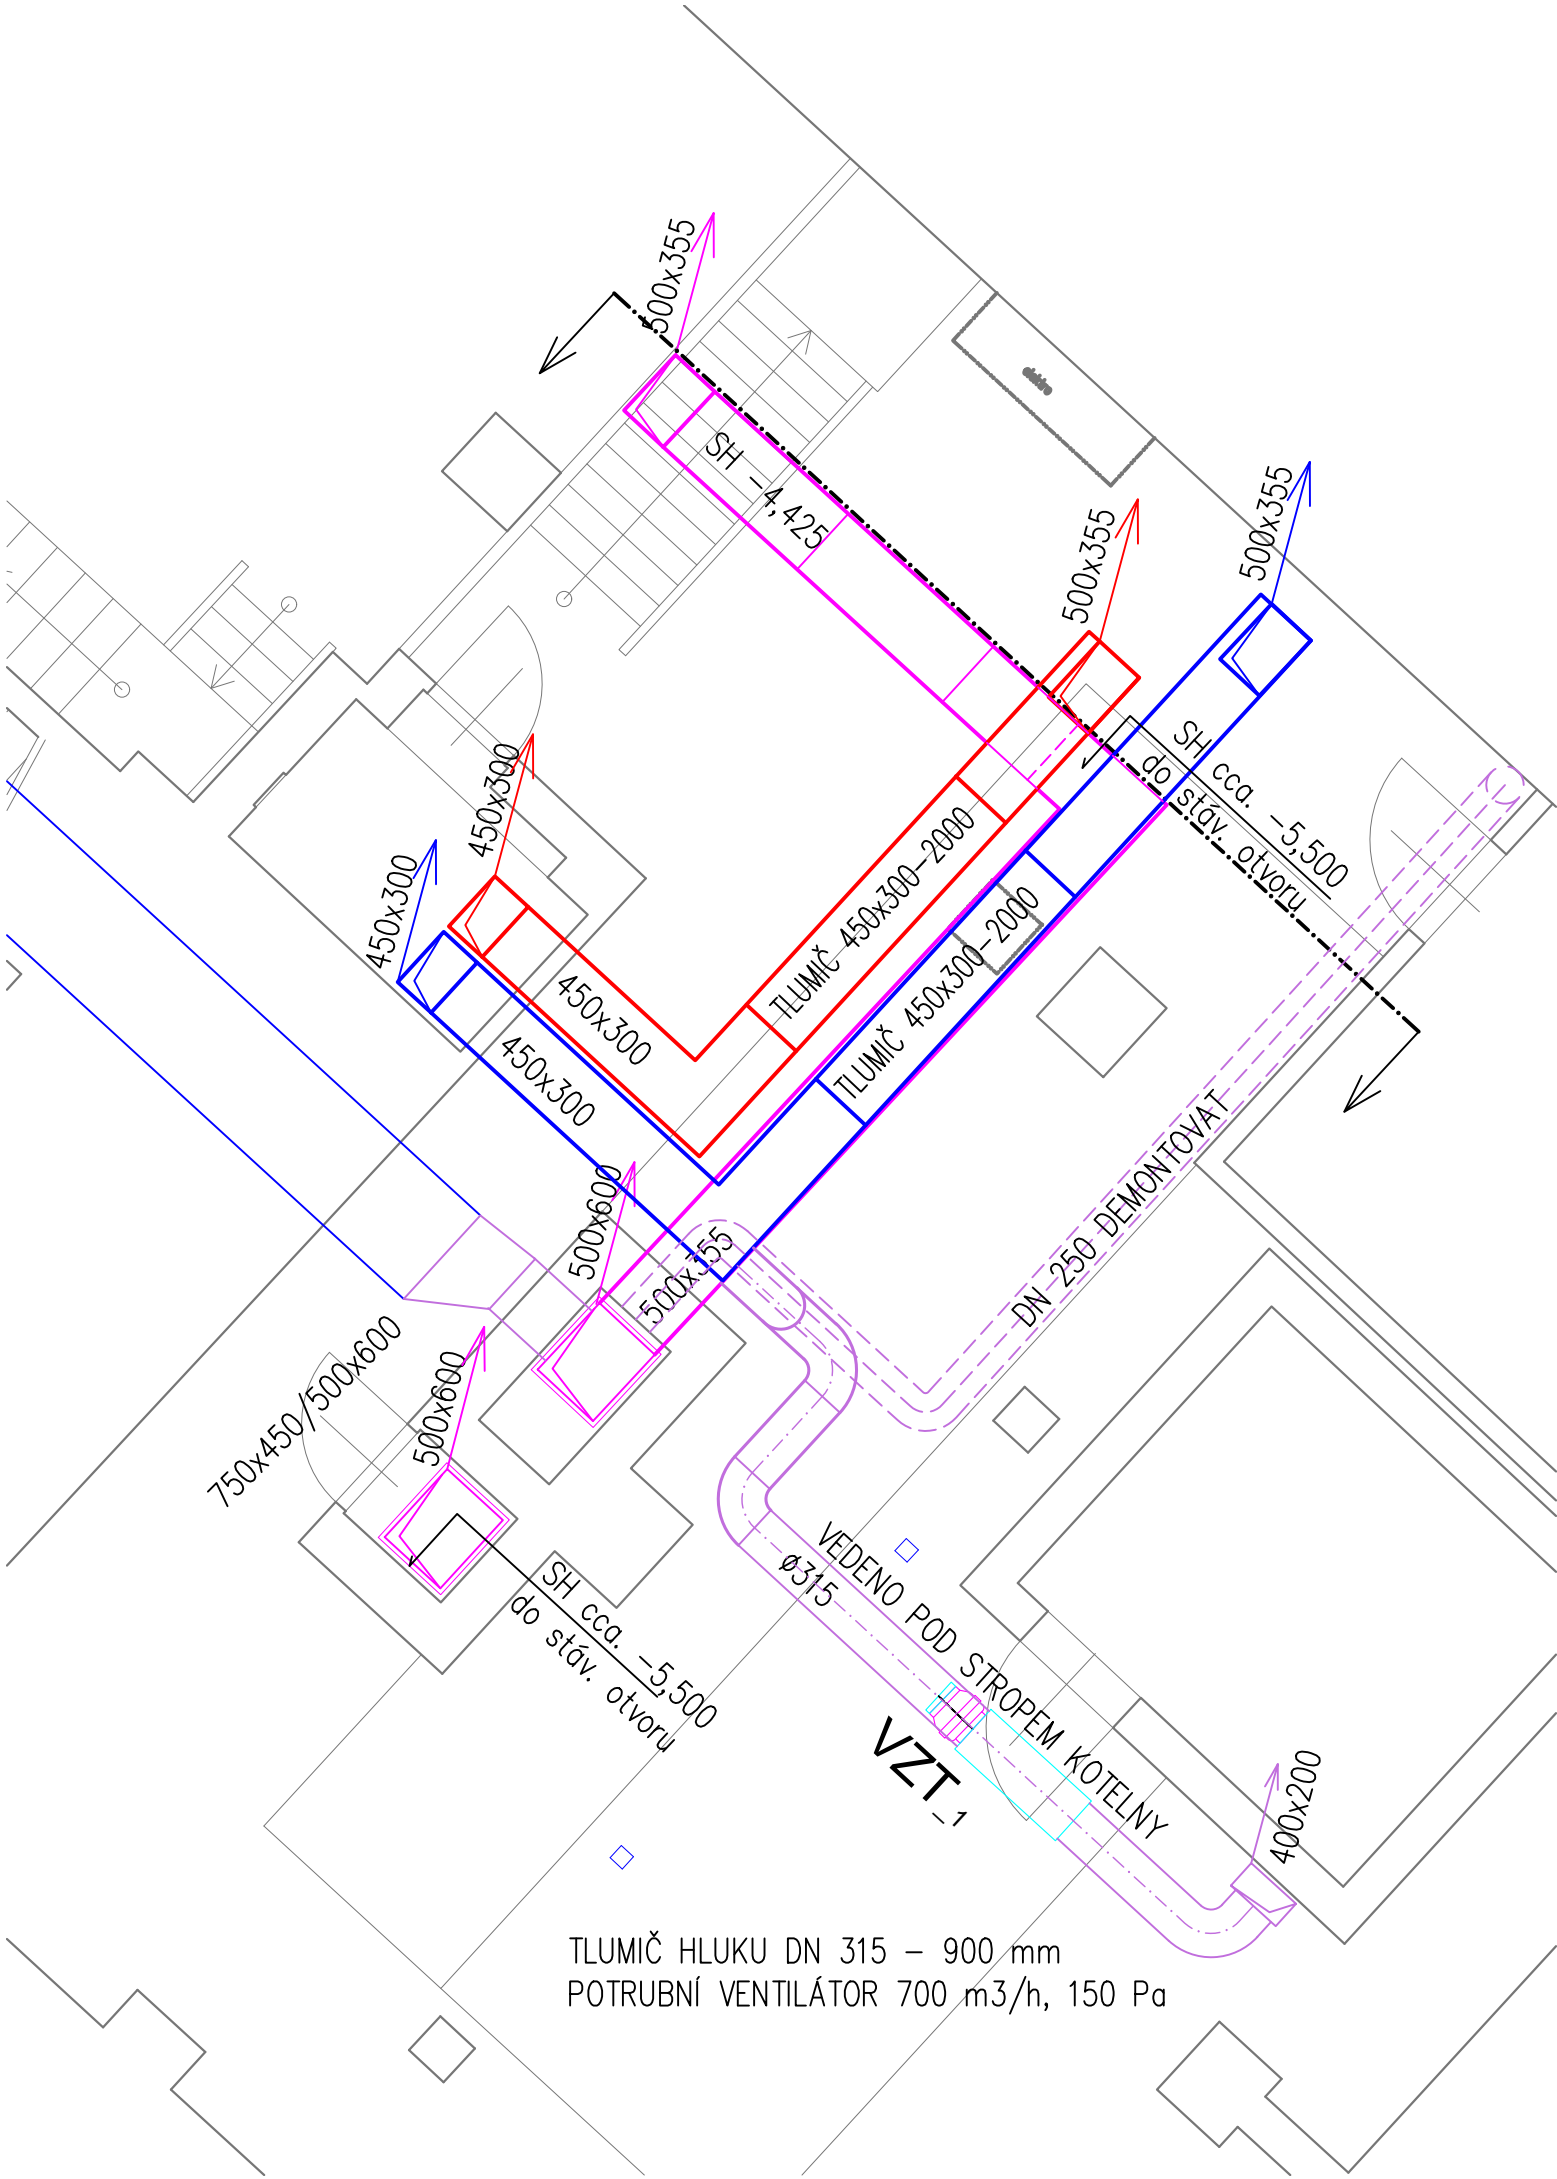 500x355
elektro
SH -4,425
500x355
500x355
450x300
450x300
SH cca. -5,500
do stáv. otvoru
TLUMIČ 450x300-2000
TLUMIČ 450x300-2000
450x300
450x300
500x600
500x355
DN 250 DEMONTOVAT
750x450/500x600
500x600
SH cca. -5,500
do stáv. otvoru
VEDENO POD STROPEM KOTELNY
ø315
VZT_1
400x200
TLUMIČ HLUKU DN 315 – 900 mm
POTRUBNÍ VENTILÁTOR 700 m3/h, 150 Pa